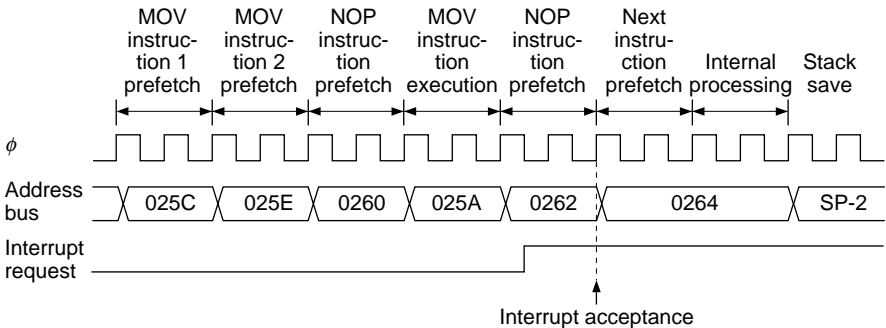 MOV
instruc-
tion 1
prefetch
MOV
instruc-
tion 2
prefetch
NOP
instruc-
tion
prefetch
MOV
instruc-
tion
execution
NOP
instruc-
tion
prefetch
Next
instru-
ction
prefetch
Internal
processing
Stack
save
φ
Address
bus
025C 025E 0260 025A 0262 0264 SP-2
Interrupt
request
Interrupt acceptance